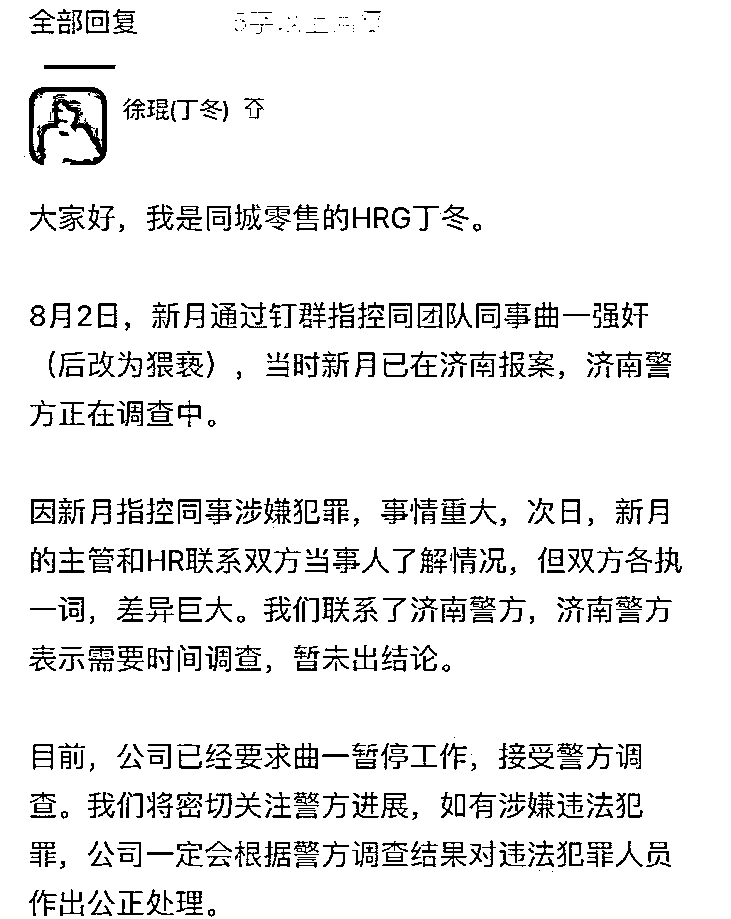 全部回复
徐琨(丁冬)
大家好，我是同城零售的HRG丁冬。
8月2日，新月通过钉群指控同团队同事曲一强奸
（后改为猥亵），当时新月已在济南报案，济南警
方正在调查中。
因新月指控同事涉嫌犯罪，事情重大，次日，新月
的主管和HR联系双方当事人了解情况，但双方各执
一词，差异巨大。我们联系了济南警方，济南警方
表示需要时间调查，暂未出结论。
目前，公司已经要求曲一暂停工作，接受警方调
查。我们将密切关注警方进展，如有涉嫌违法犯
罪，公司一定会根据警方调查结果对违法犯罪人员
作出公正处理。